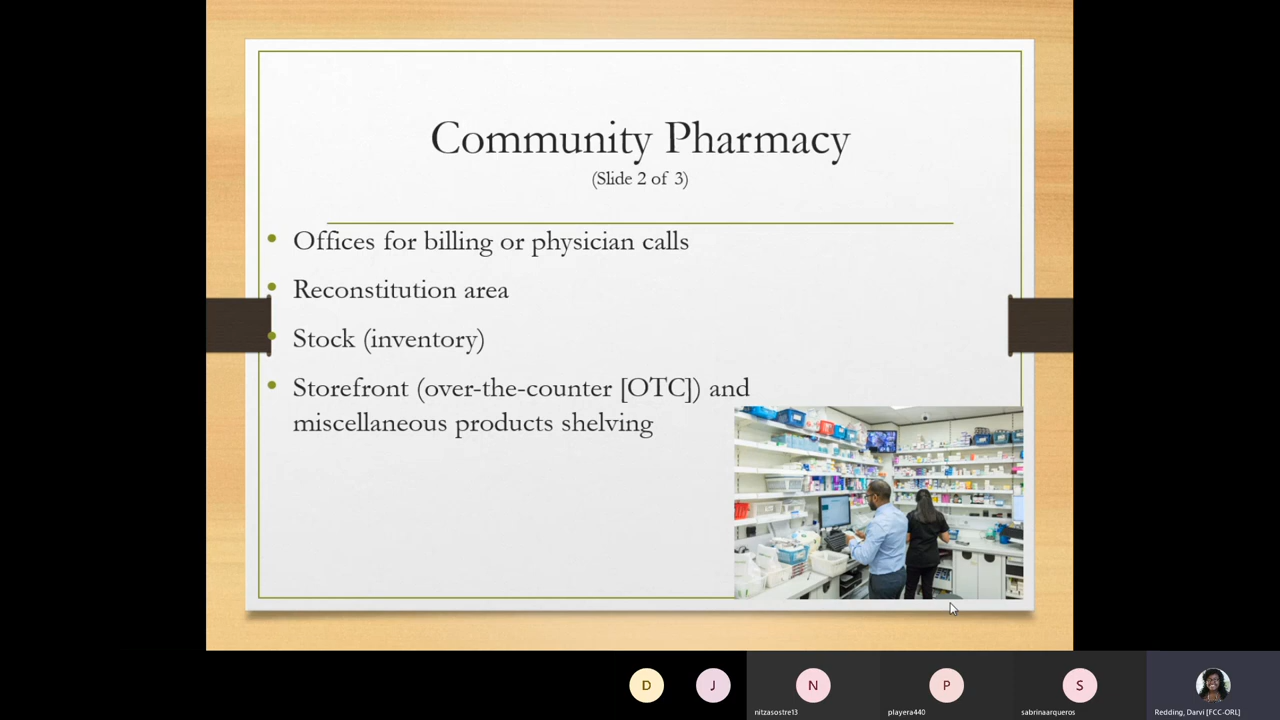 Community Pharmacy
(Slide 2 of 3)
• Offices for billing or physician calls
• Reconstitution area
• Stock (inventory)
• Storefront (over-the-counter [OTC]) and
miscellaneous products shelving
D
J
N
P
S
nitzasostre13
playera440
sabrinaarqueros
Redding, Darvi [FCC-ORL]